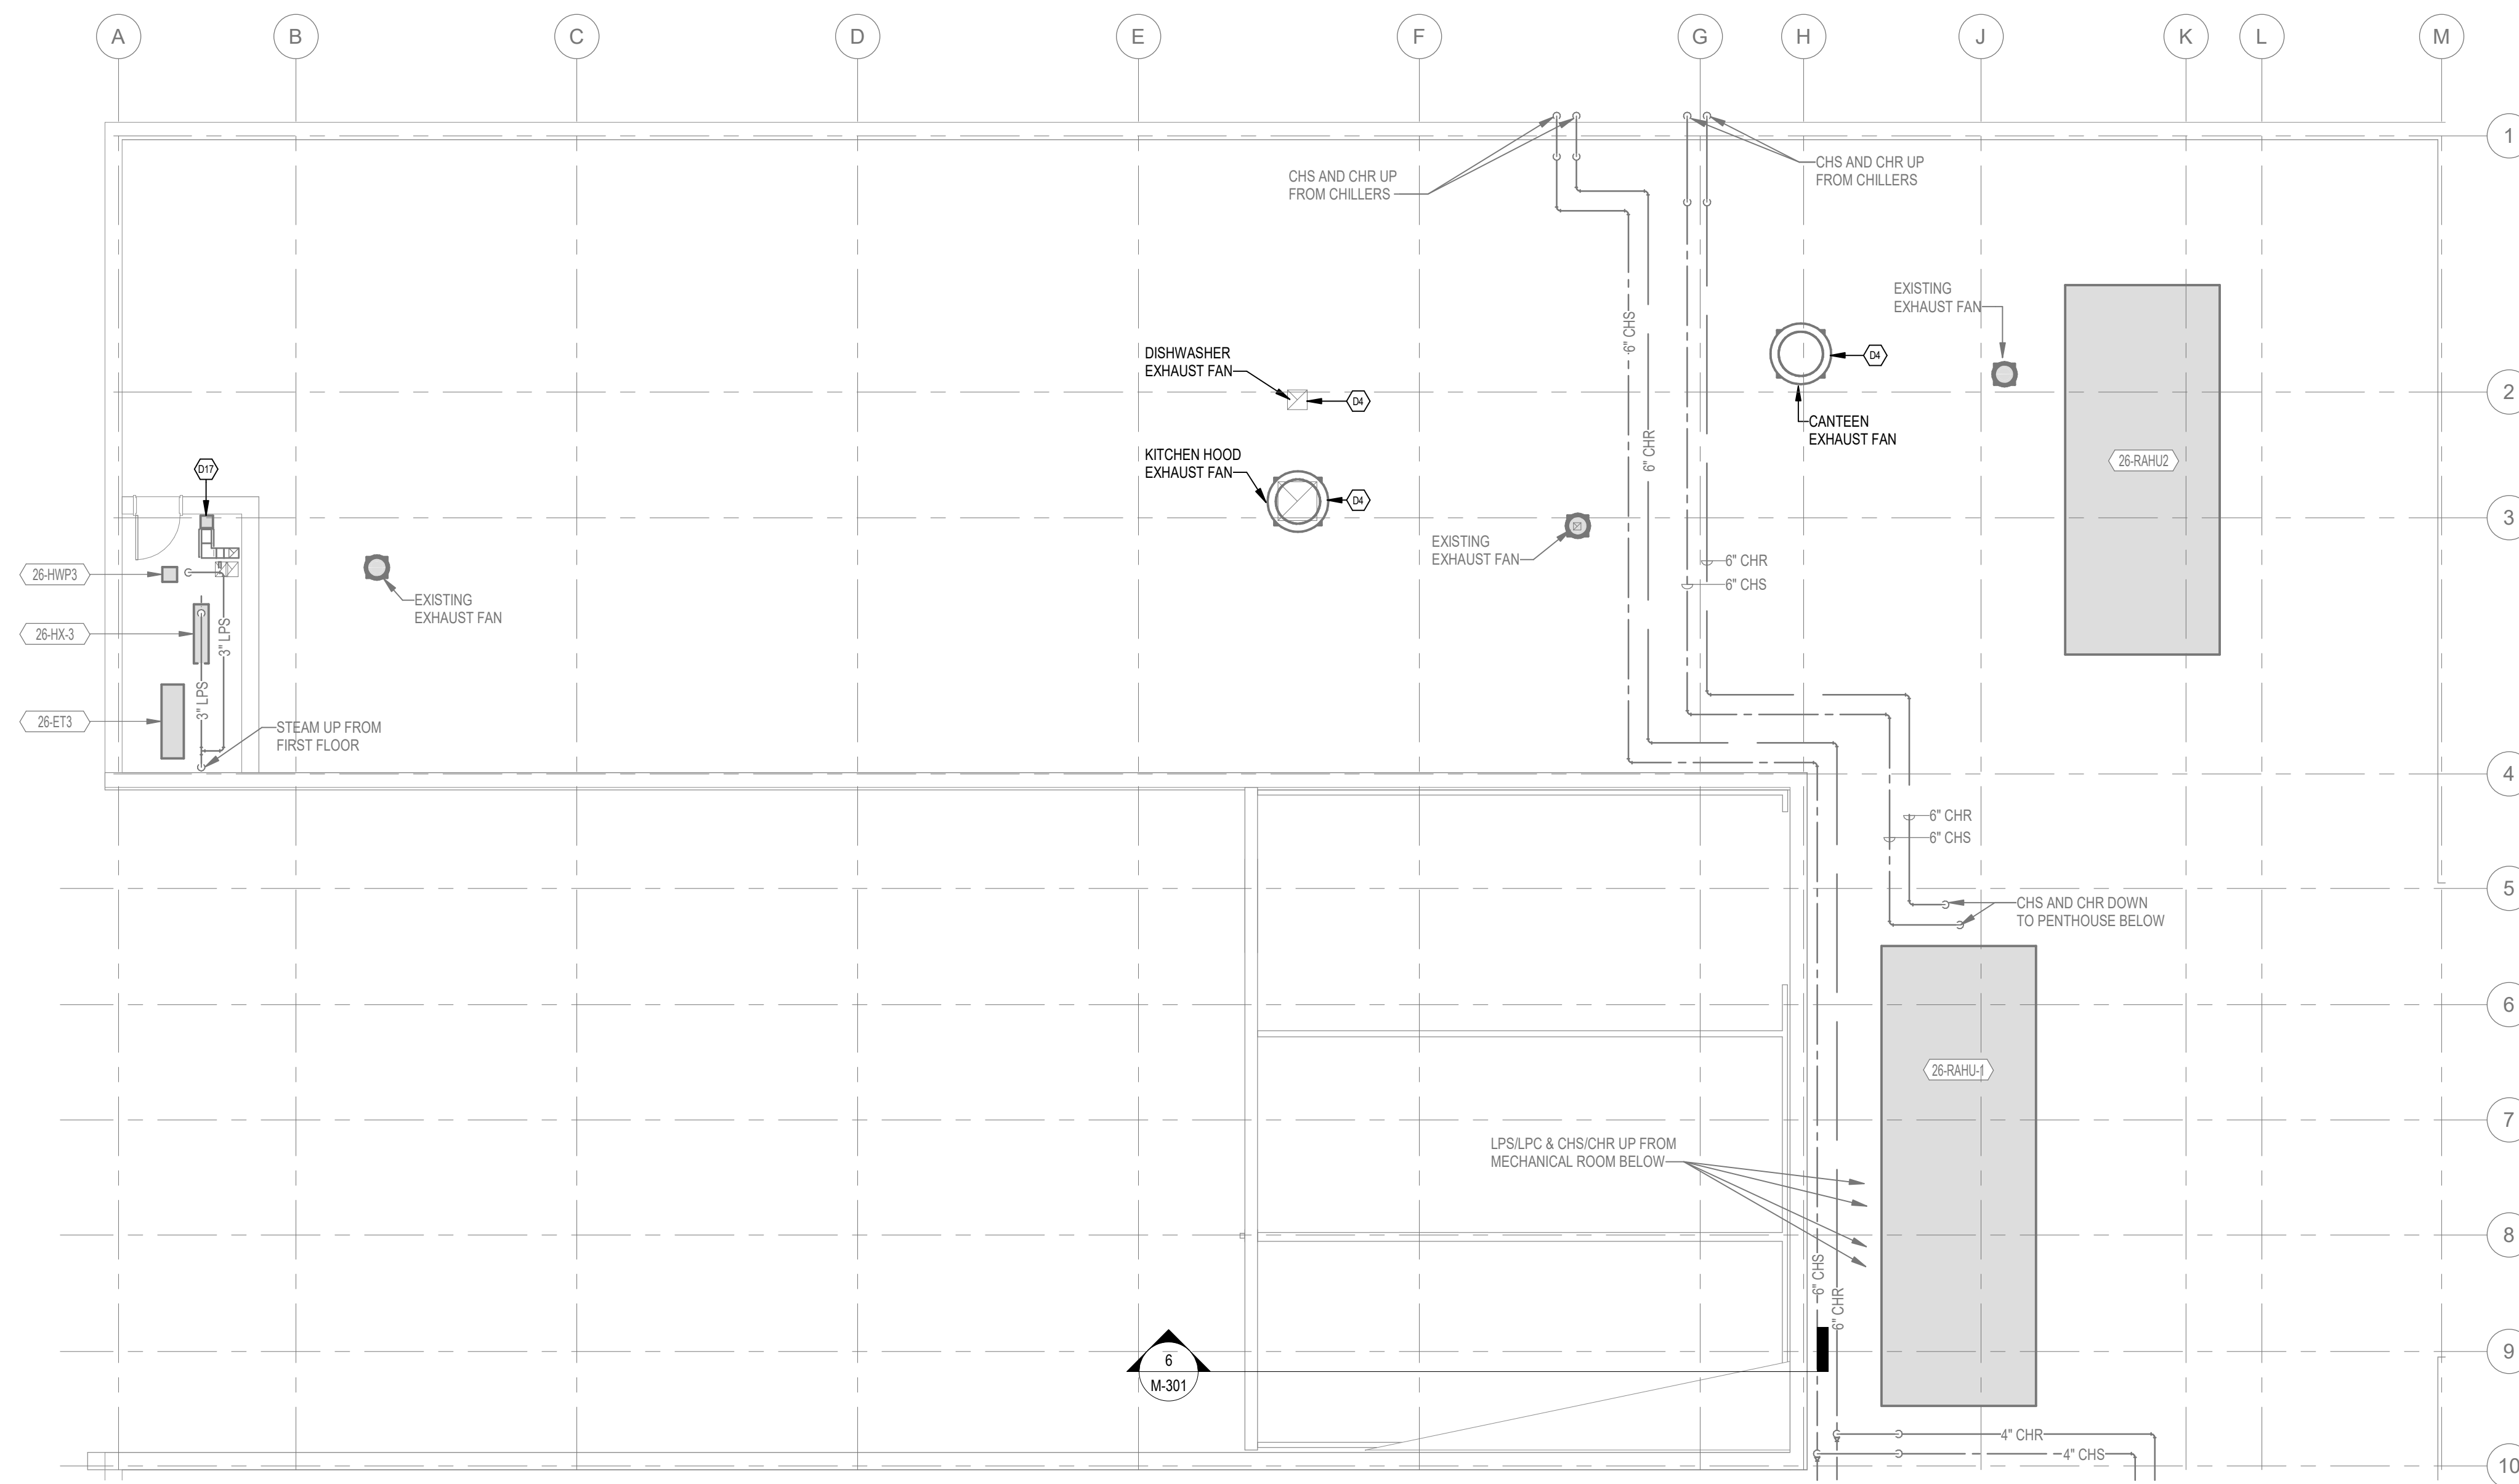 A
B
C
D
E
F
G
H
J
K
L
M
1
CHS AND CHR UP
FROM CHILLERS
CHS AND CHR UP
FROM CHILLERS
EXISTING
EXHAUST FAN
6" CHS
DISHWASHER
EXHAUST FAN
D4
D4
2
CANTEEN
EXHAUST FAN
6" CHR
KITCHEN HOOD
EXHAUST FAN
D4
26-RAHU2
D17
3
EXISTING
EXHAUST FAN
6" CHR
6" CHS
26-HWP3
EXISTING
EXHAUST FAN
26-HX-3
3" LPS
3" LPS
26-ET3
STEAM UP FROM
FIRST FLOOR
4
6" CHR
6" CHS
5
CHS AND CHR DOWN
TO PENTHOUSE BELOW
6
26-RAHU-1
7
LPS/LPC & CHS/CHR UP FROM
MECHANICAL ROOM BELOW
8
6" CHS
6" CHR
9
6
M-301
4" CHR
4" CHS
10